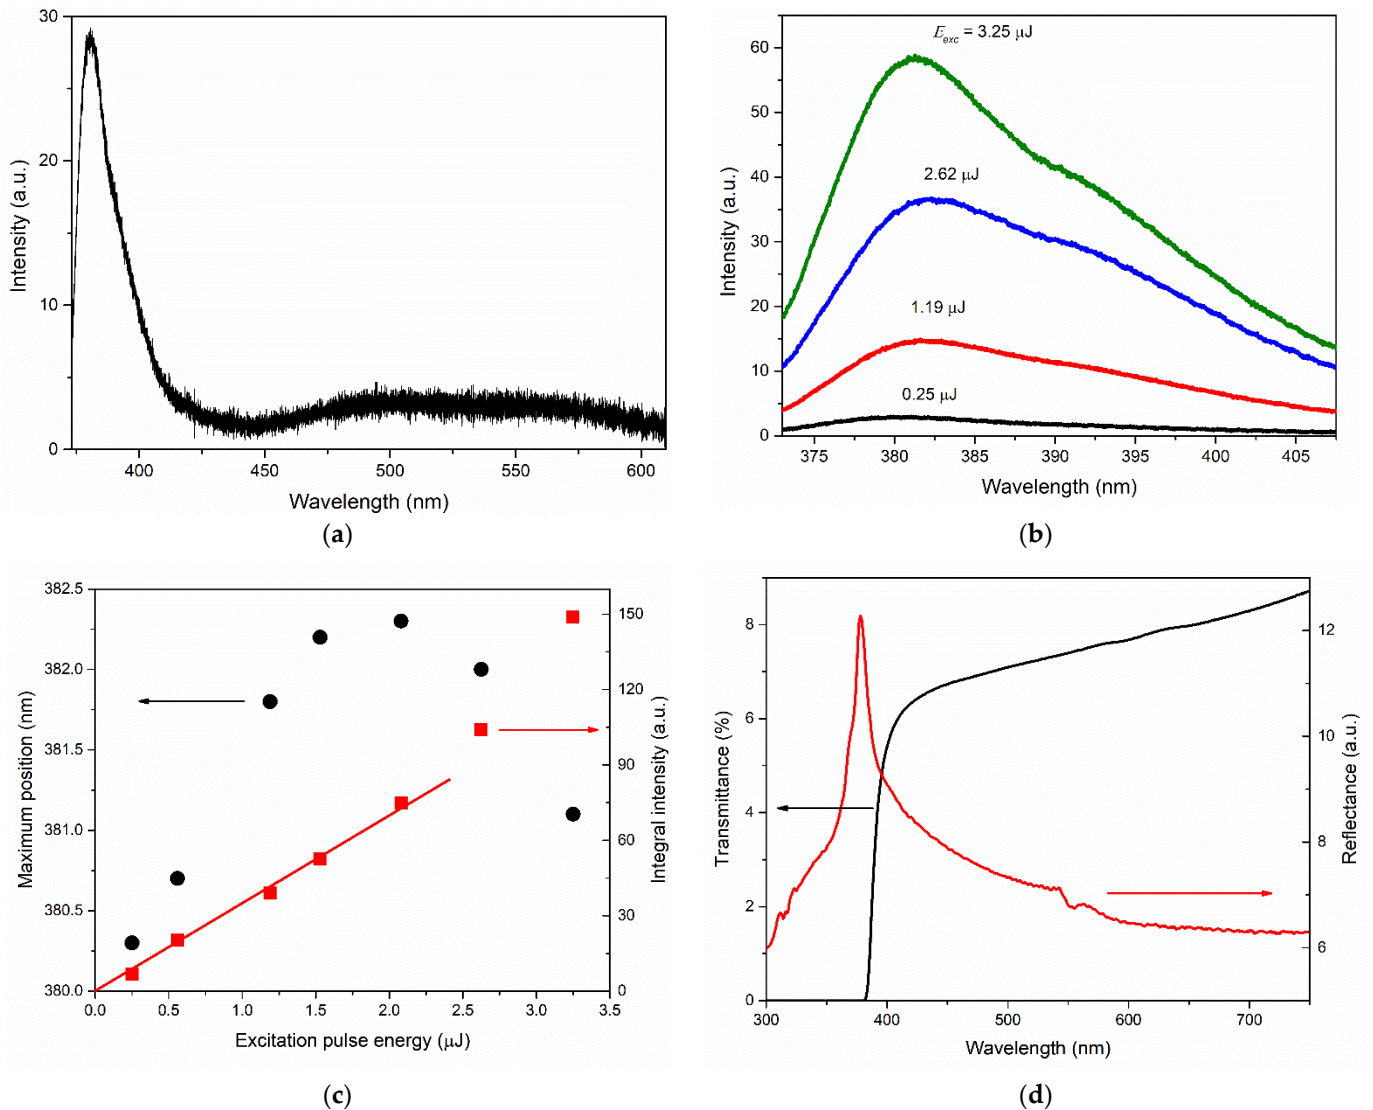 30
20
10
0
Intensity (a.u.)
400 450 500 550 600
Wavelength (nm)
(a)
60
50
40
30
20
10
0
Intensity (a.u.)
E_exc = 3.25 μJ
2.62 μJ
1.19 μJ
0.25 μJ
375 380 385 390 395 400 405
Wavelength (nm)
(b)
382.5
382.0
381.5
381.0
380.5
380.0
Maximum position (nm)
150
120
90
60
30
0
Integral intensity (a.u.)
0.0 0.5 1.0 1.5 2.0 2.5 3.0 3.5
Excitation pulse energy (μJ)
(c)
8
6
4
2
0
Transmittance (%)
12
10
8
6
Reflectance (a.u.)
300 400 500 600 700
Wavelength (nm)
(d)